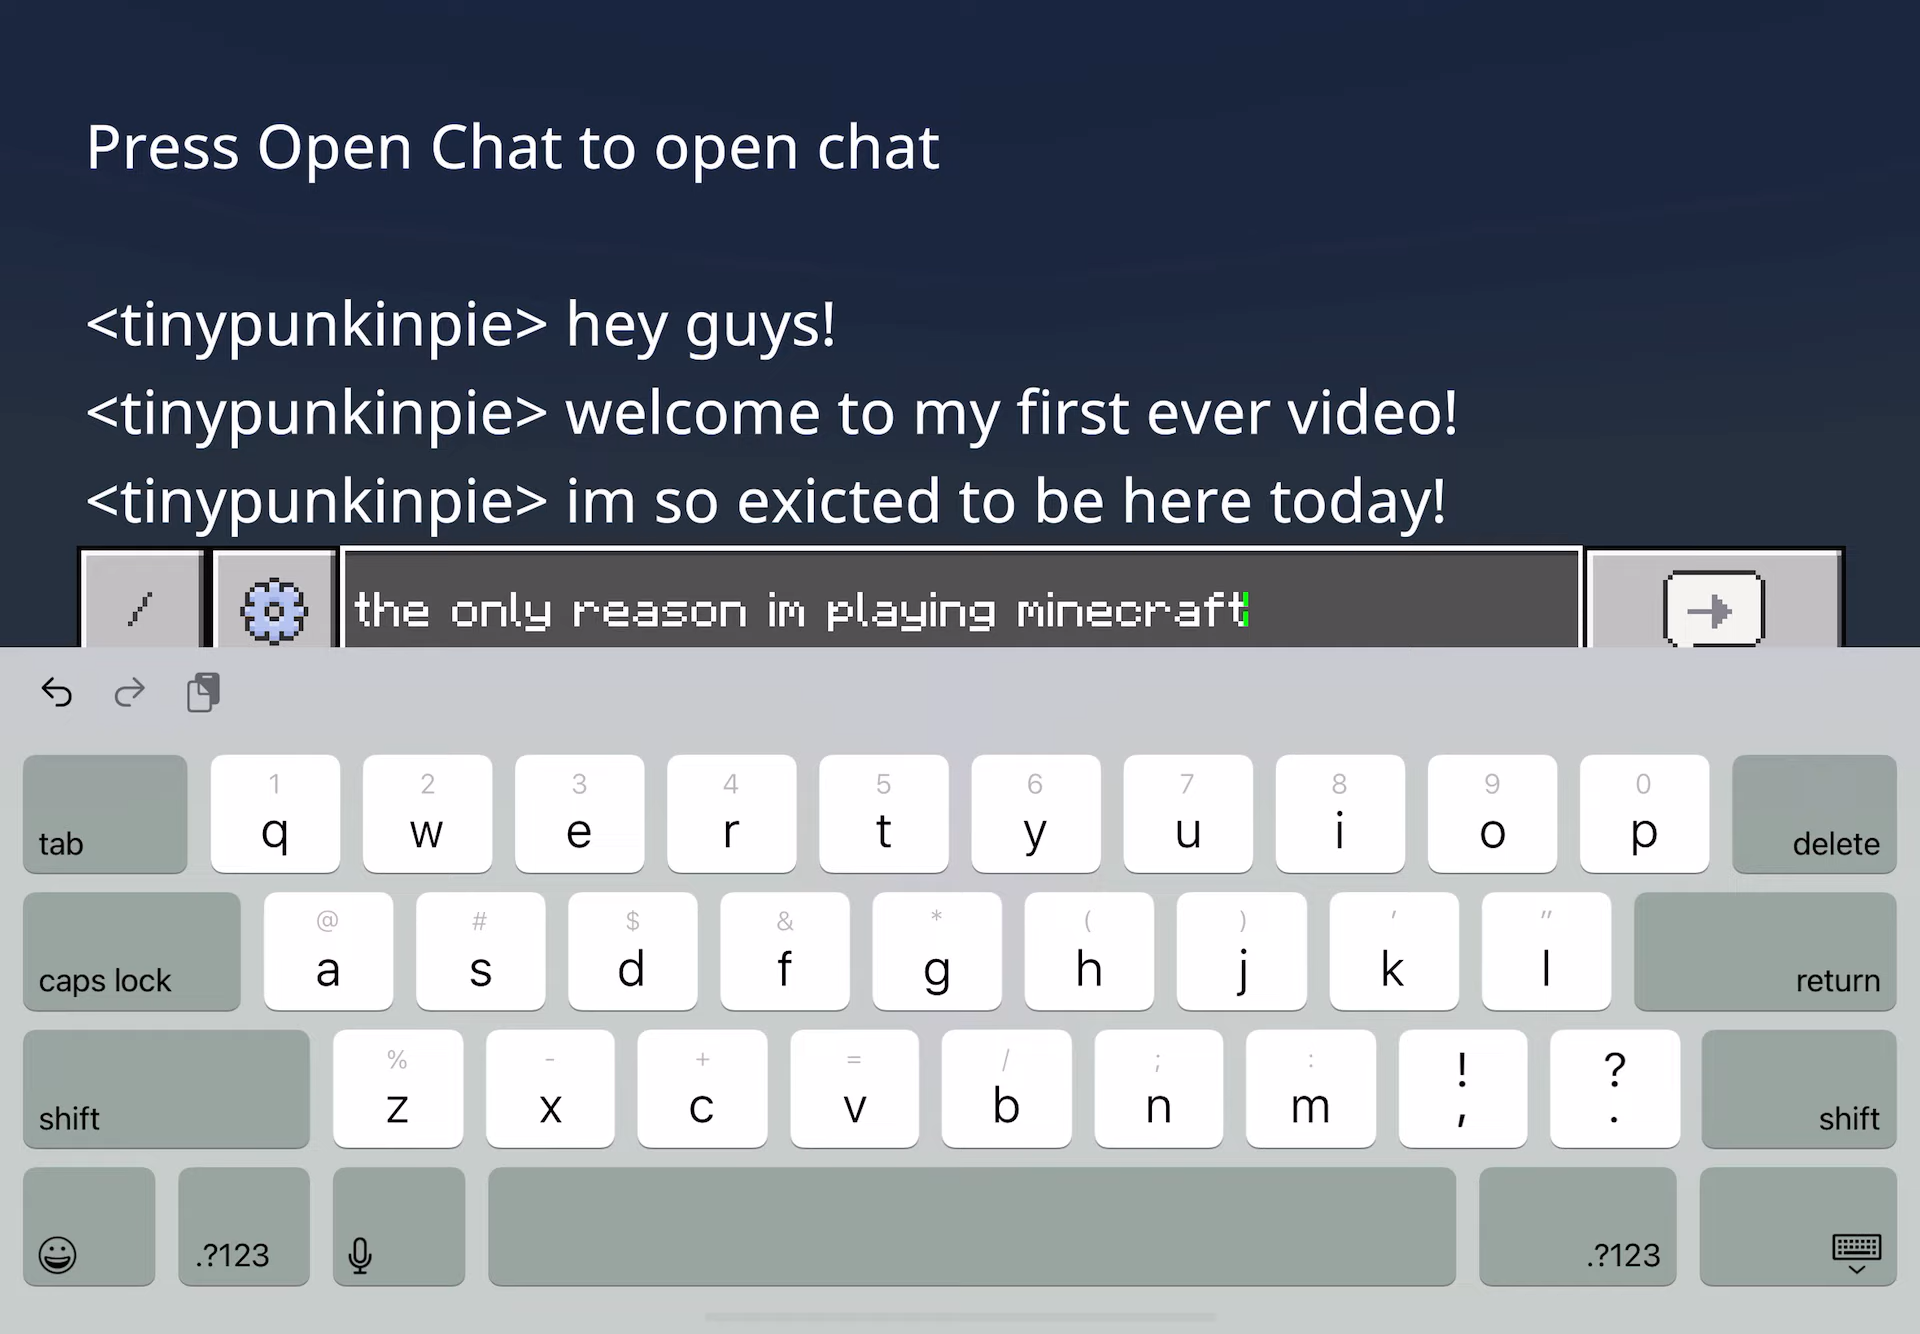 Press Open Chat to open chat
<tinypunkinpie> hey guys!
<tinypunkinpie> welcome to my first ever video!
<tinypunkinpie> im so exicted to be here today!
/ the only reason im playing minecraft
tab 1 q 2 w 3 e 4 r 5 t 6 y 7 u 8 i 9 o 0 p delete
caps lock @ a # s $ d & f * g ( h ) j ' k " l return
shift % z - x + c = v / b ; n : m ! , ? . shift
.?123 .?123